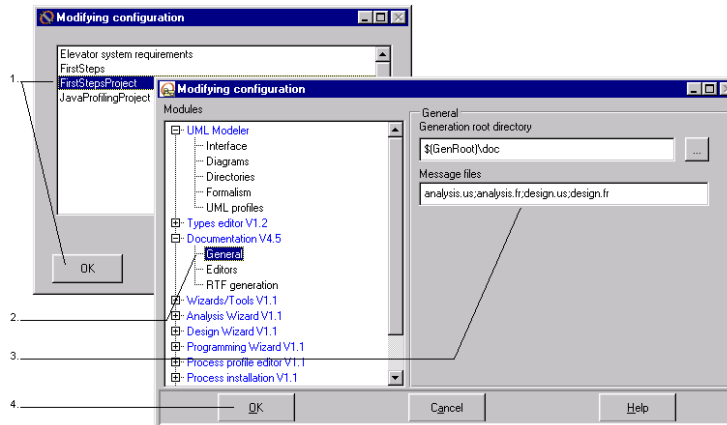 Modifying configuration
Elevator system requirements
FirstSteps
1.
FirstStepsProject
JavaProfilingProject
OK
Modifying configuration
Modules
UML Modeler
Interface
Diagrams
Directories
Formalism
UML profiles
Types editor V1.2
Documentation V4.5
General
Editors
RTF generation
2.
Wizards/Tools V1.1
Analysis Wizard V1.1
Design Wizard V1.1
Programming Wizard V1.1
3.
Process profile editor V1.1
Process installation V1.1
General
Generation root directory
$(GenRoot)\doc
...
Message files
analysis.us;analysis.fr;design.us;design.fr
4.
OK
Cancel
Help